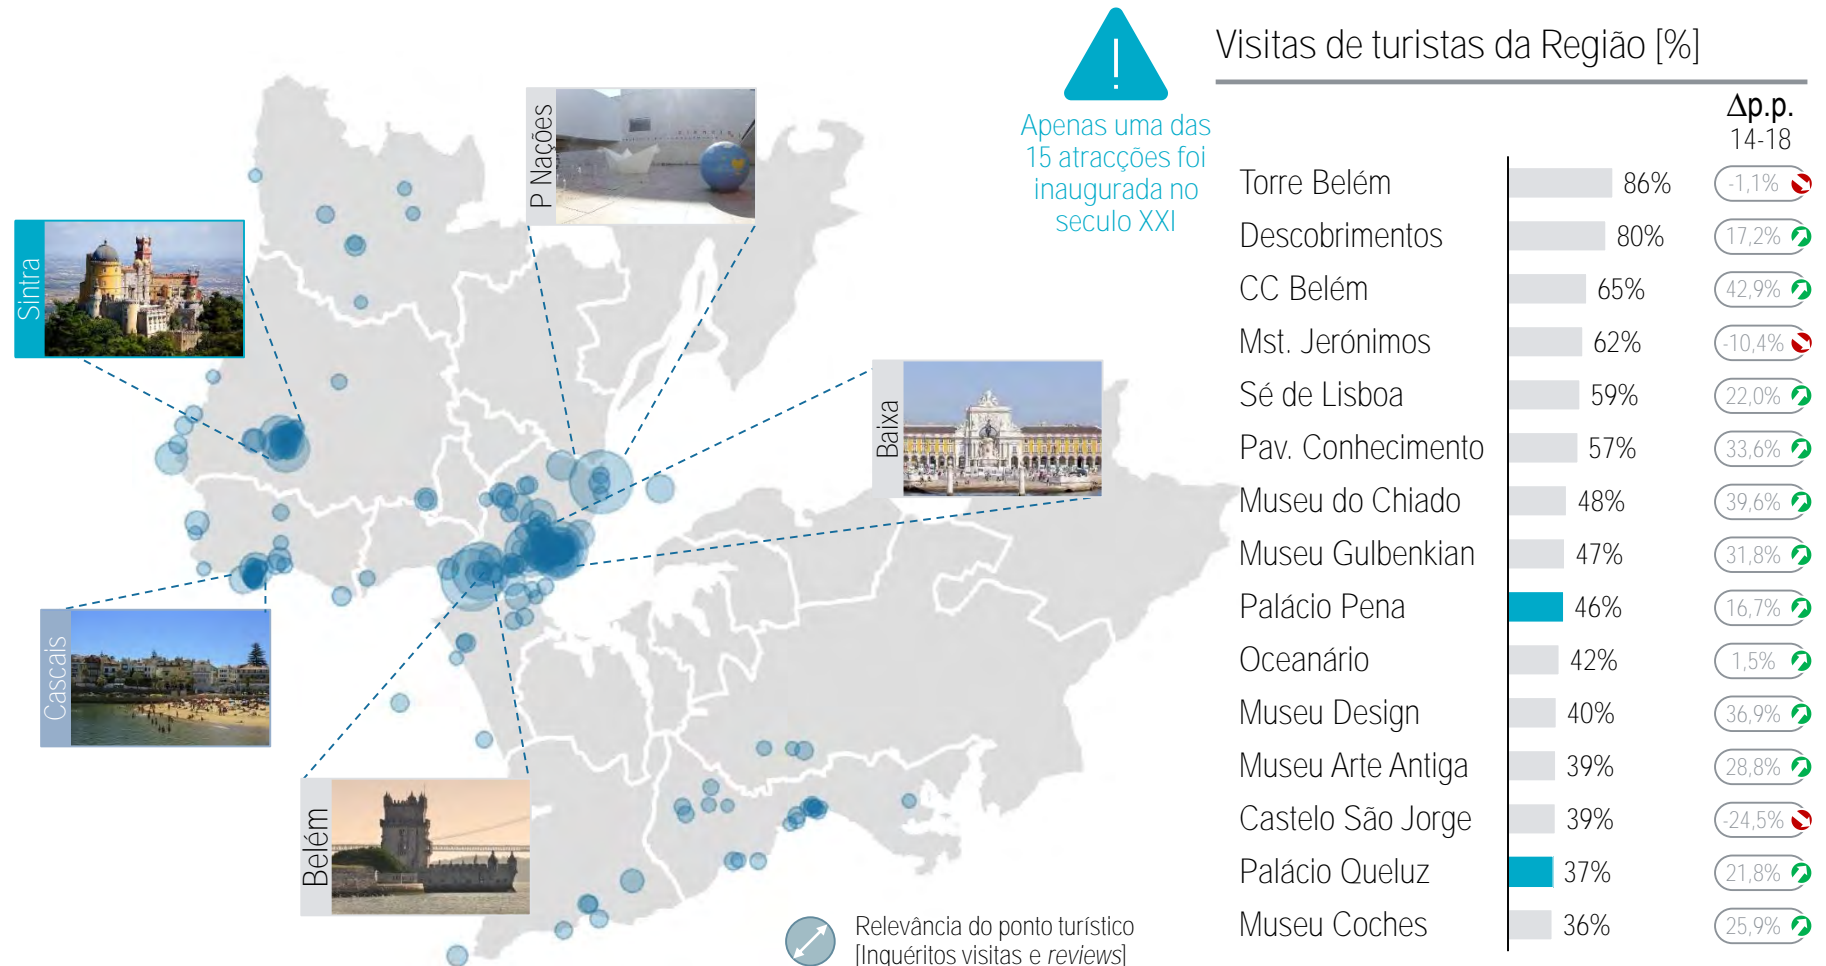 Visitas de turistas da Região [%]
!
Apenas uma das
15 atracções foi
inaugurada no
seculo XXI
Δp.p.
14-18
Torre Belém 86% -1,1%
Descobrimentos 80% 17,2%
CC Belém 65% 42,9%
Mst. Jerónimos 62% -10,4%
Sé de Lisboa 59% 22,0%
Pav. Conhecimento 57% 33,6%
Museu do Chiado 48% 39,6%
Museu Gulbenkian 47% 31,8%
Palácio Pena 46% 16,7%
Oceanário 42% 1,5%
Museu Design 40% 36,9%
Museu Arte Antiga 39% 28,8%
Castelo São Jorge 39% -24,5%
Palácio Queluz 37% 21,8%
Museu Coches 36% 25,9%
P Nações
Sintra
Baixa
Cascais
Belém
Relevância do ponto turístico
[Inquéritos visitas e reviews]